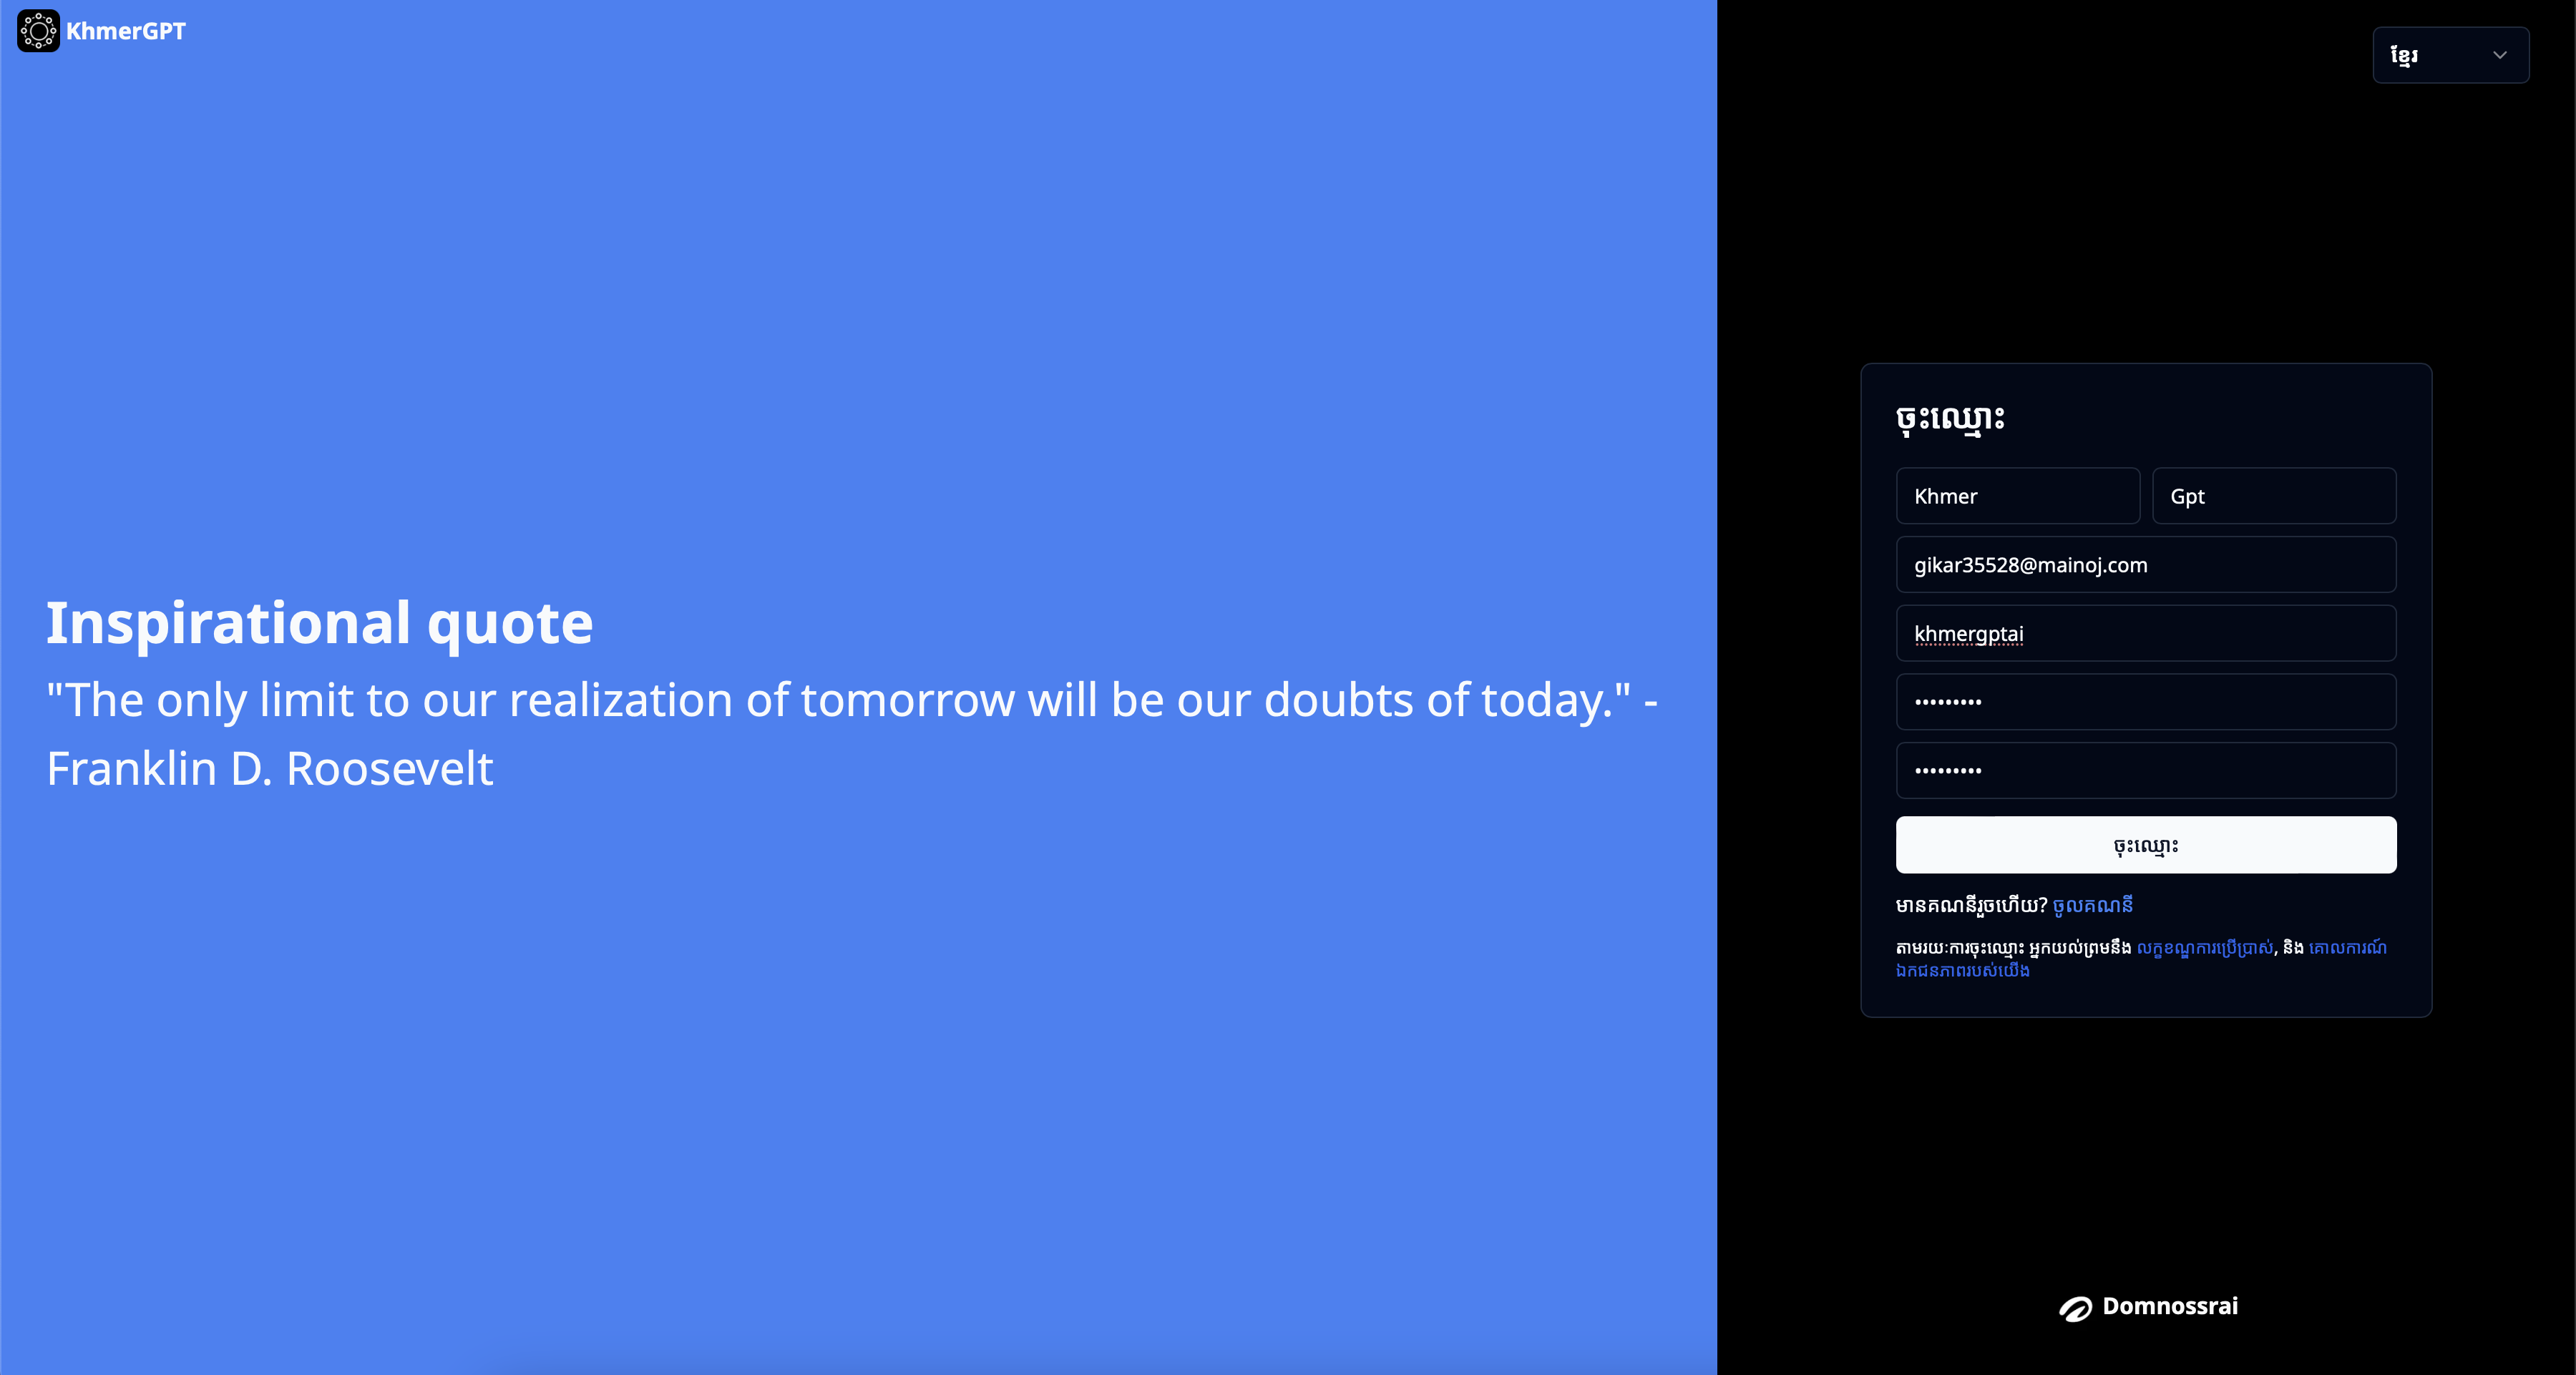 KhmerGPT
ខ្មែរ
Inspirational quote
"The only limit to our realization of tomorrow will be our doubts of today." -
Franklin D. Roosevelt
ចុះឈ្មោះ
Khmer
Gpt
gikar35528@mainoj.com
khmergptai
•••••••••
•••••••••
ចុះឈ្មោះ
មានគណនីរួចហើយ? ចូលគណនី
តាមរយៈការចុះឈ្មោះ អ្នកយល់ព្រមនឹង លក្ខខណ្ឌការប្រើប្រាស់, និង គោលការណ៍
ឯកជនភាពរបស់យើង
Domnossrai